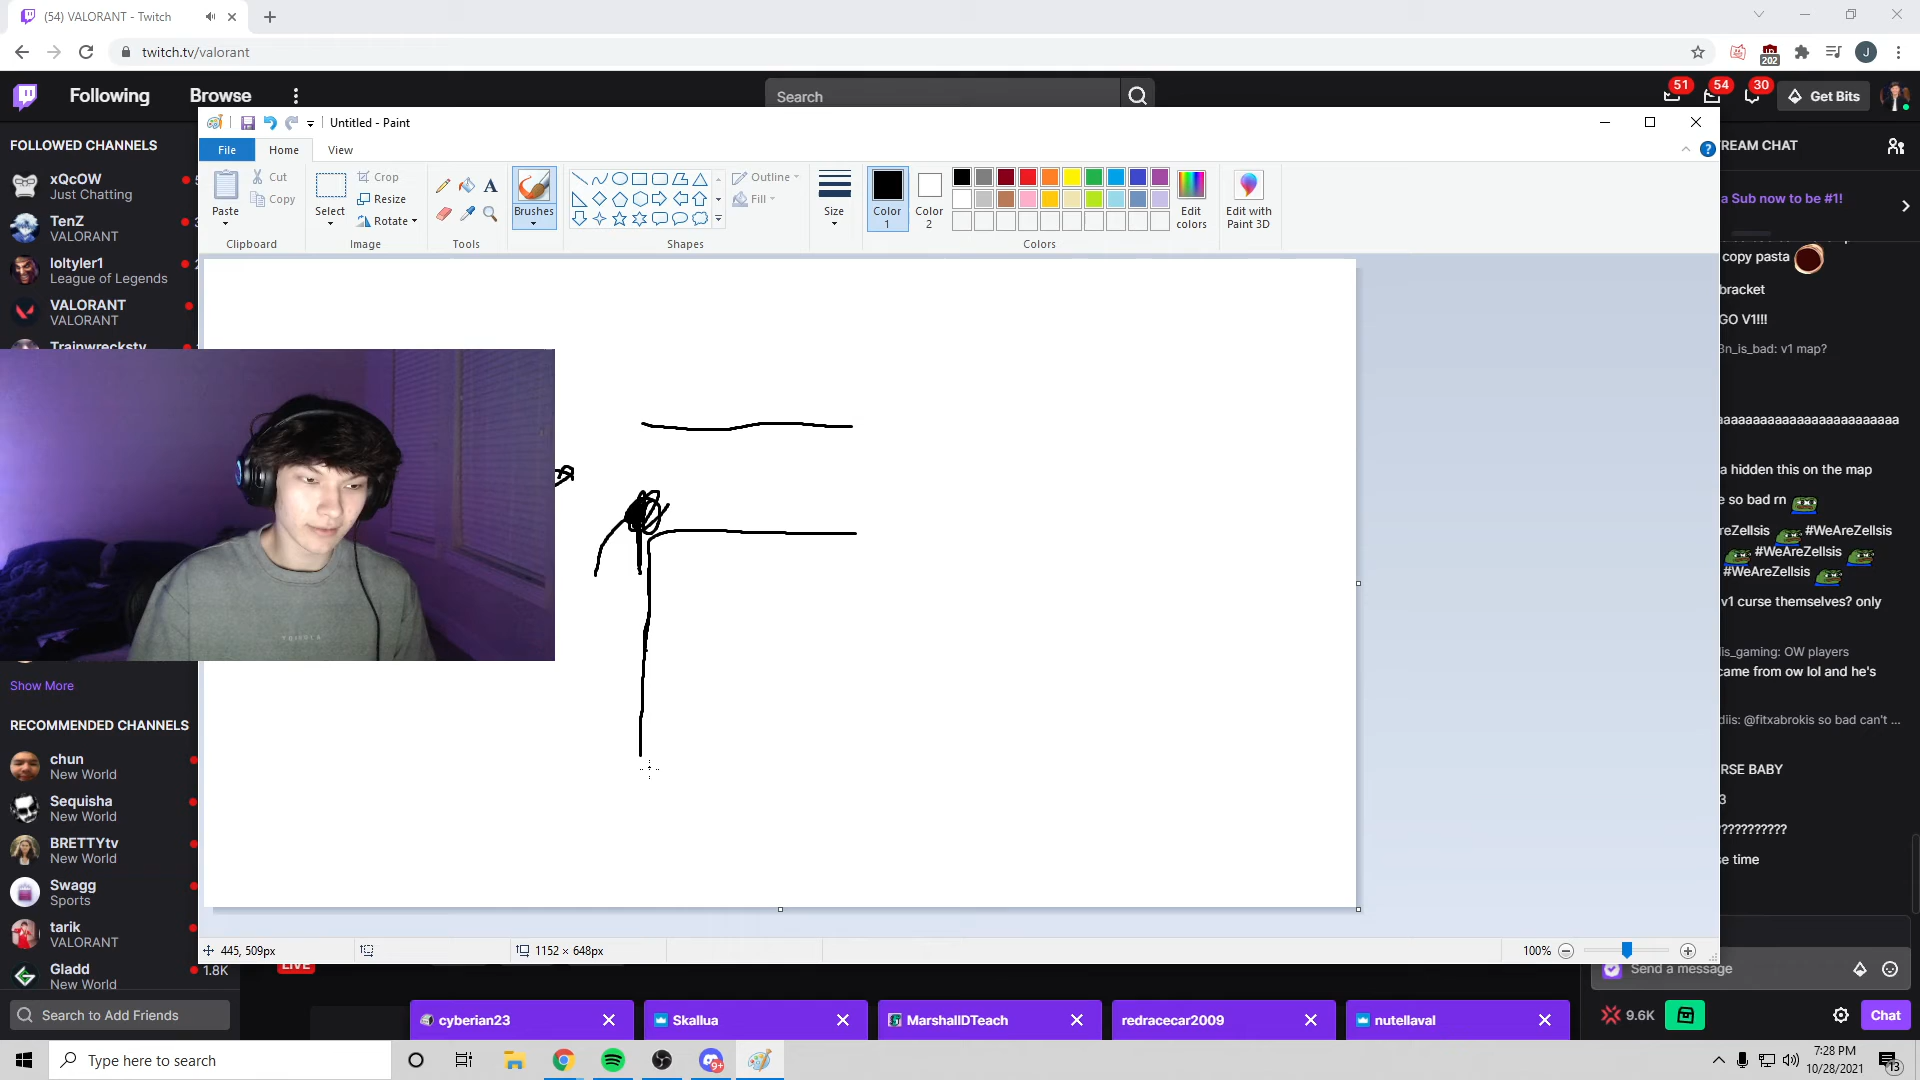 (54) VALORANT - Twitch
twitch.tv/valorant
202
J
Following
Browse
Search
51
54
30
Get Bits
FOLLOWED CHANNELS
xQcOW
Just Chatting
TenZ
VALORANT
loltyler1
League of Legends
VALORANT
VALORANT
Trainwreckstv
Show More
RECOMMENDED CHANNELS
chun
New World
Sequisha
New World
BRETTYtv
New World
Swagg
Sports
tarik
VALORANT
Gladd
New World
1.8K
Search to Add Friends
Untitled - Paint
File
Home
View
Paste
Cut
Copy
Clipboard
Select
Crop
Resize
Rotate
Image
A
Tools
Brushes
Shapes
Outline
Fill
Size
Color 1
Color 2
Edit colors
Colors
Edit with Paint 3D
445, 509px
1152 × 648px
100%
REAM CHAT
a Sub now to be #1!
copy pasta
bracket
GO V1!!!
3n_is_bad: v1 map?
aaaaaaaaaaaaaaaaaaaaaaaaaa
a hidden this on the map
e so bad rn
reZellsis #WeAreZellsis
#WeAreZellsis
#WeAreZellsis
v1 curse themselves? only
lis_gaming: OW players
came from ow lol and he's
diis: @fitxabrokis so bad can't ...
RSE BABY
3
???????????
se time
Send a message
9.6K
Chat
LIVE
cyberian23
Skallua
MarshallDTeach
redracecar2009
nutellaval
Type here to search
9+
7:28 PM
10/28/2021
13